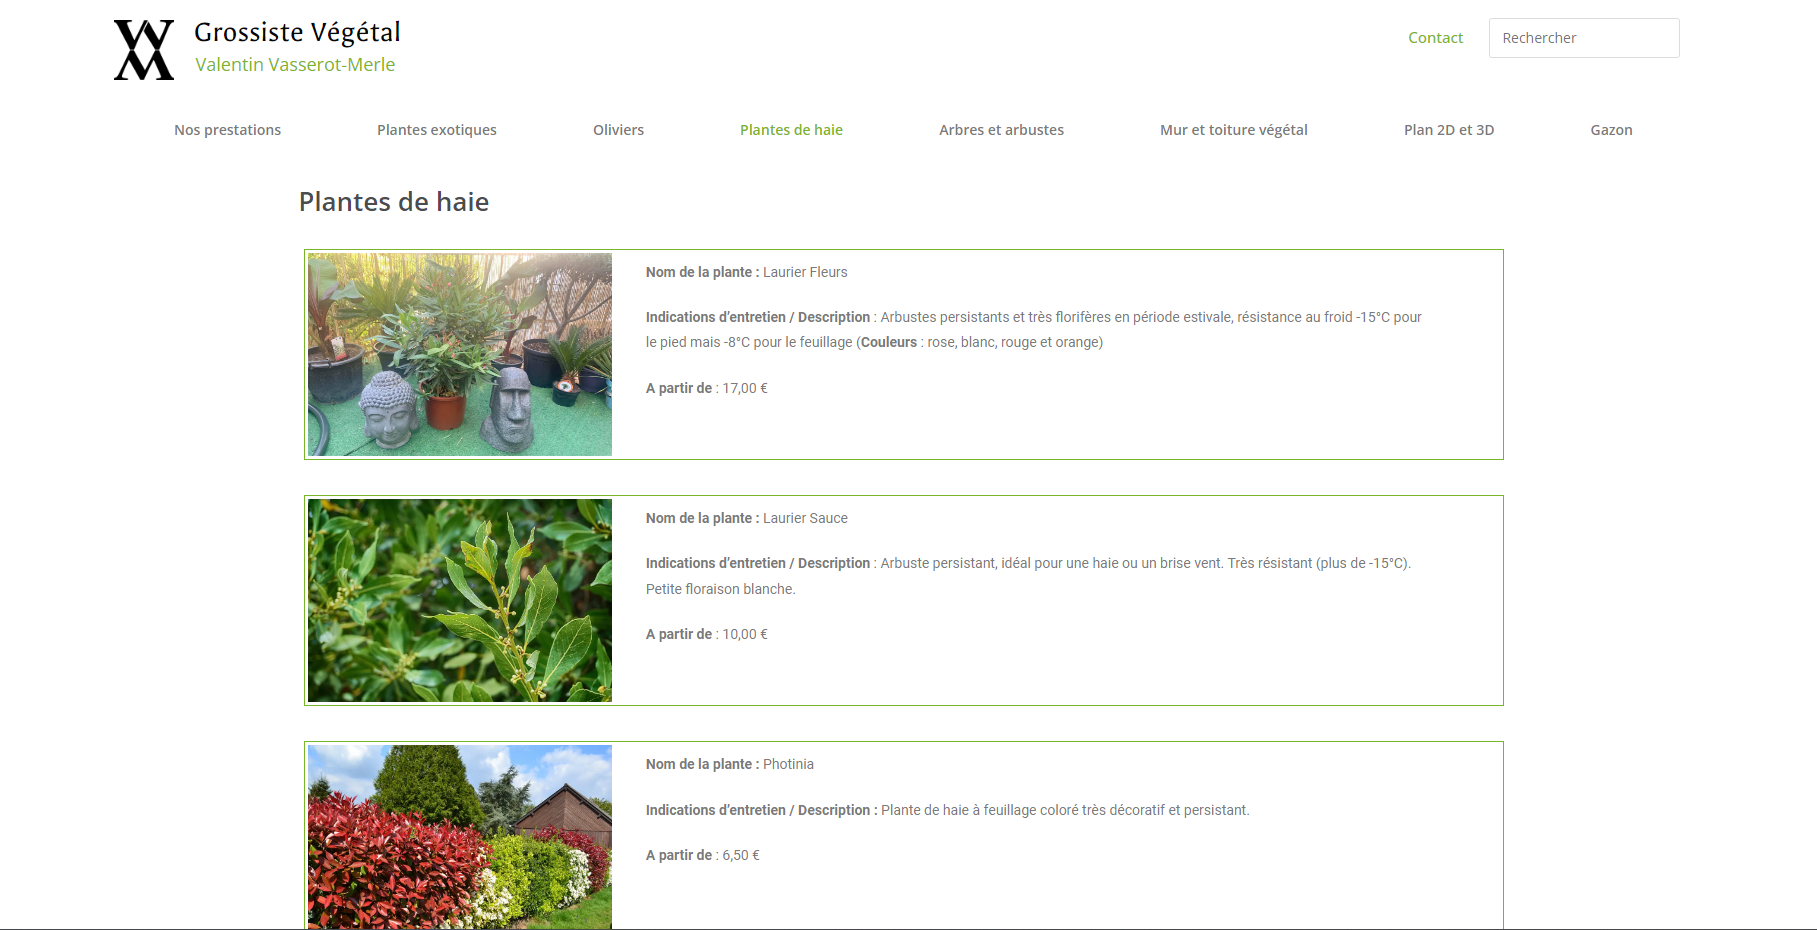 Grossiste Végétal
Valentin Vasserot-Merle
Contact
Rechercher
Nos prestations
Plantes exotiques
Oliviers
Plantes de haie
Arbres et arbustes
Mur et toiture végétal
Plan 2D et 3D
Gazon
Plantes de haie
Nom de la plante : Laurier Fleurs
Indications d'entretien / Description : Arbustes persistants et très florifères en période estivale, résistance au froid -15°C pour
le pied mais -8°C pour le feuillage (Couleurs : rose, blanc, rouge et orange)
A partir de : 17,00 €
Nom de la plante : Laurier Sauce
Indications d'entretien / Description : Arbuste persistant, idéal pour une haie ou un brise vent. Très résistant (plus de -15°C).
Petite floraison blanche.
A partir de : 10,00 €
Nom de la plante : Photinia
Indications d'entretien / Description : Plante de haie à feuillage coloré très décoratif et persistant.
A partir de : 6,50 €